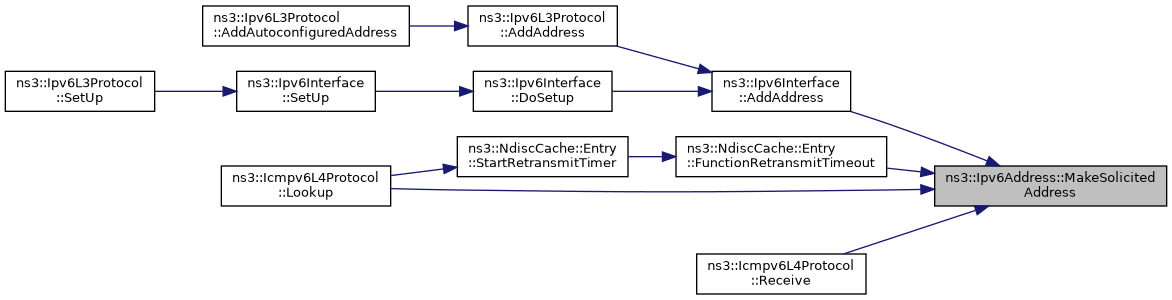 ns3::Ipv6L3Protocol
::AddAutoconfiguredAddress
ns3::Ipv6L3Protocol
::AddAddress
ns3::Ipv6L3Protocol
::SetUp
ns3::Ipv6Interface
::SetUp
ns3::Ipv6Interface
::DoSetup
ns3::Ipv6Interface
::AddAddress
ns3::NdiscCache::Entry
::StartRetransmitTimer
ns3::NdiscCache::Entry
::FunctionRetransmitTimeout
ns3::Icmpv6L4Protocol
::Lookup
ns3::Ipv6Address::MakeSolicited
Address
ns3::Icmpv6L4Protocol
::Receive